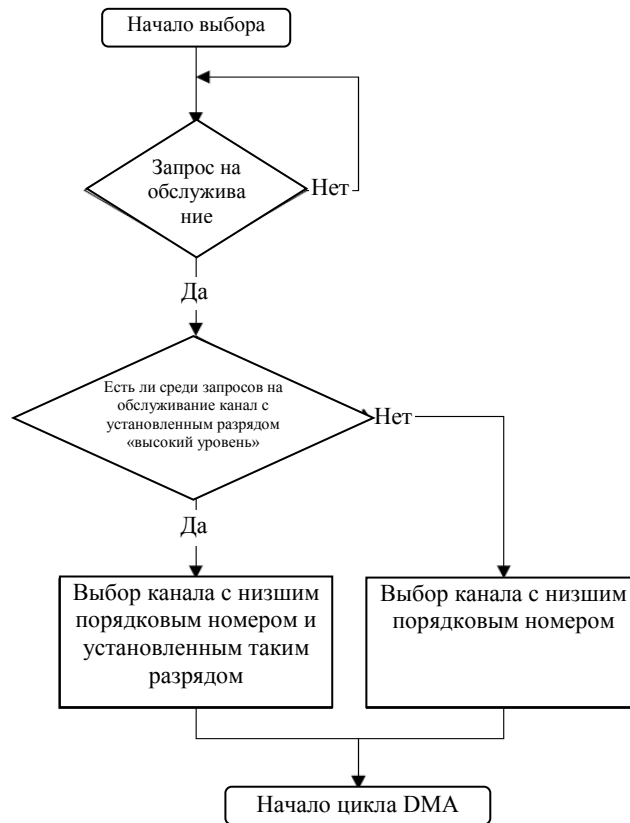 Начало выбора
Запрос на
обслужива
ние
Нет
Да
Есть ли среди запросов на
обслуживание канал с
установленным разрядом
«высокий уровень»
Нет
Да
Выбор канала с низшим
порядковым номером и
установленным таким
разрядом
Выбор канала с низшим
порядковым номером
Начало цикла DMA